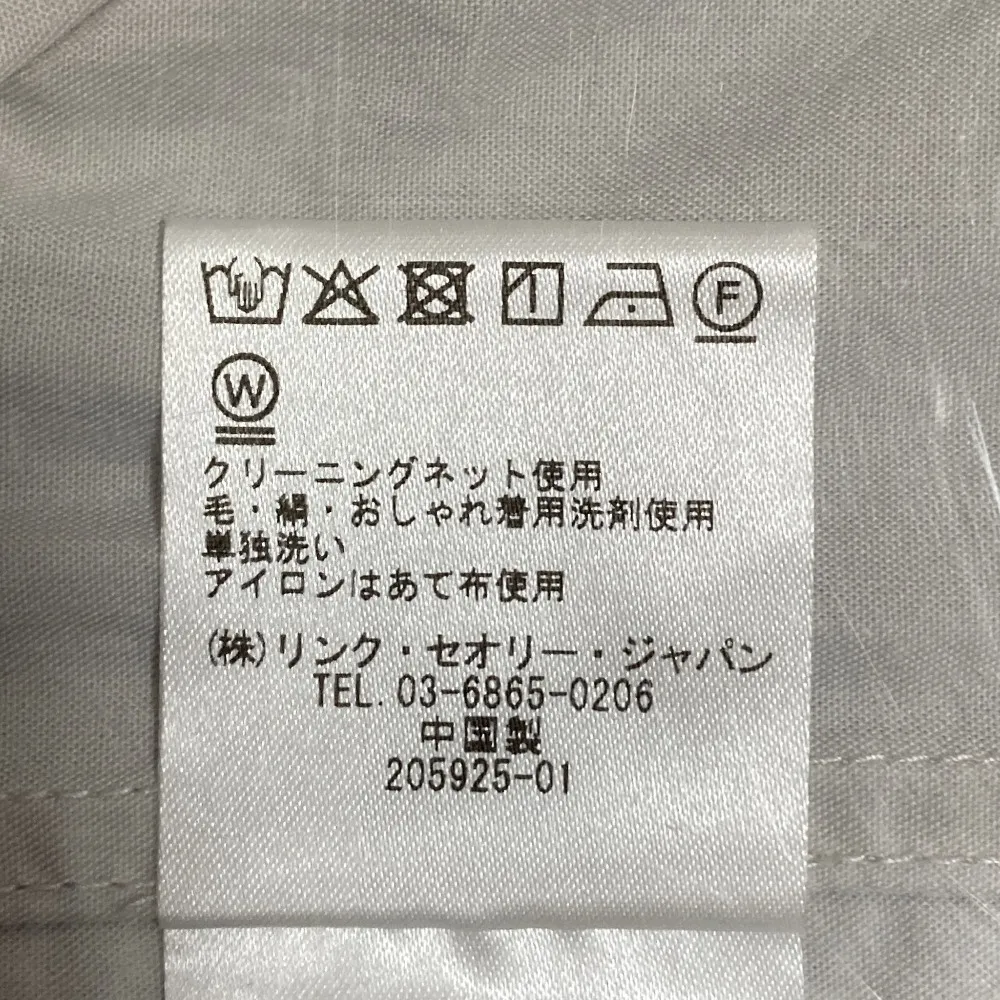 F
W
クリーニングネット使用
毛・絹・おしゃれ着用洗剤使用
単独洗い
アイロンはあて布使用
(株)リンク・セオリー・ジャパン
TEL.03-6865-0206
中国製
205925-01